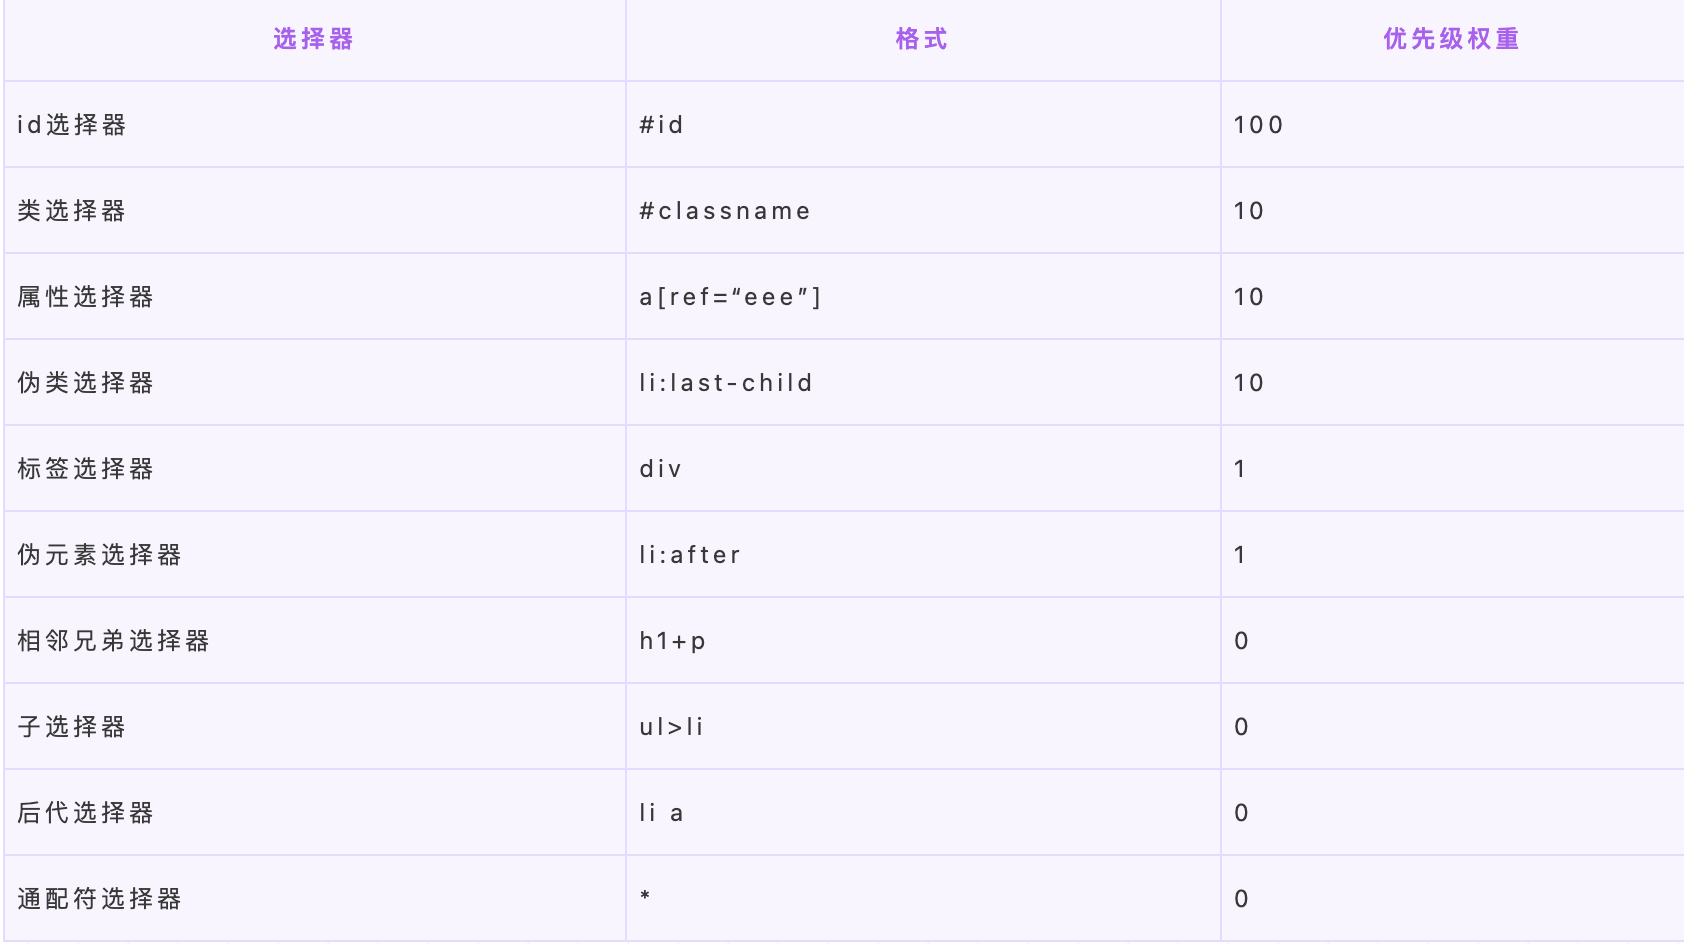 选择器 格式 优先级权重
id选择器 #id 100
类选择器 #classname 10
属性选择器 a[ref=“eee”] 10
伪类选择器 li:last-child 10
标签选择器 div 1
伪元素选择器 li:after 1
相邻兄弟选择器 h1+p 0
子选择器 ul>li 0
后代选择器 li a 0
通配符选择器 * 0